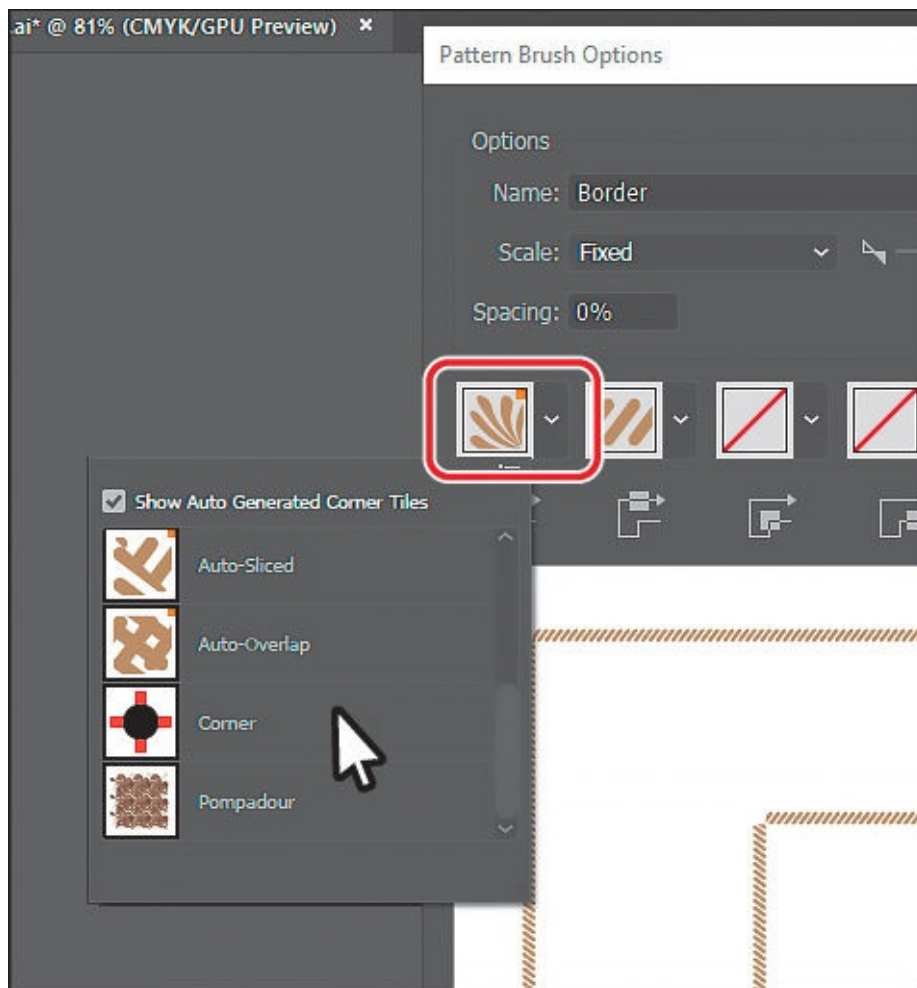 .ai* @ 81% (CMYK/GPU Preview) ×
Pattern Brush Options
Options
Name: Border
Scale: Fixed
Spacing: 0%
Show Auto Generated Corner Tiles
Auto-Sliced
Auto-Overlap
Corner
Pompadour